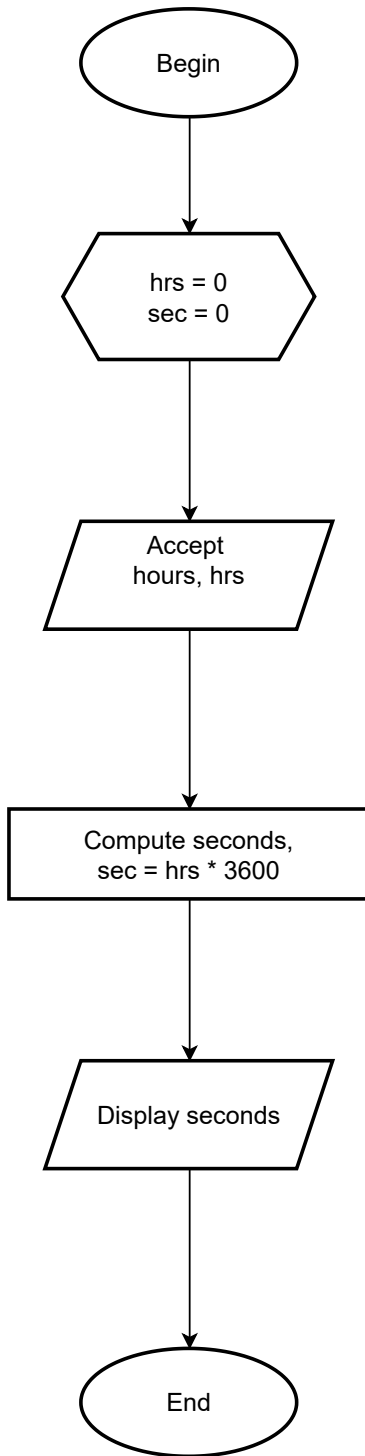 Begin
hrs = 0
sec = 0
Accept
hours, hrs
Compute seconds,
sec = hrs * 3600
Display seconds
End